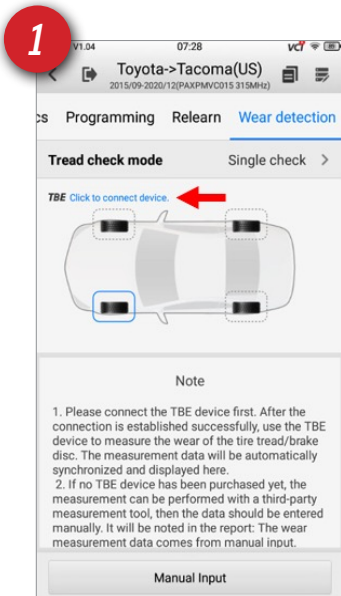 1
V1.04 07:28 VCI
Toyota->Tacoma(US)
2015/09-2020/12(PAXPMVC015 315MHz)
cs Programming Relearn Wear detection
Tread check mode Single check >
TBE Click to connect device.
Note
1. Please connect the TBE device first. After the
connection is established successfully, use the TBE
device to measure the wear of the tire tread/brake
disc. The measurement data will be automatically
synchronized and displayed here.
2. If no TBE device has been purchased yet, the
measurement can be performed with a third-party
measurement tool, then the data should be entered
manually. It will be noted in the report: The wear
measurement data comes from manual input.
Manual Input